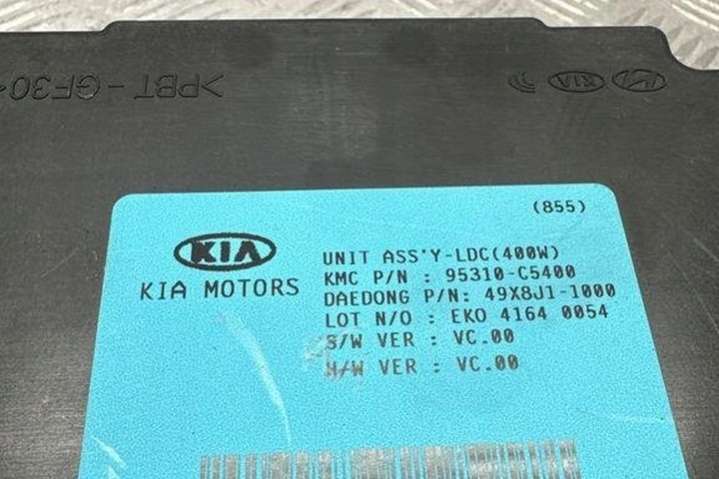 >PBT-GF30<
KIA
(855)
KIA
KIA MOTORS
UNIT ASS'Y-LDC(400W)
KMC P/N : 95310-C5400
DAEDONG P/N: 49X8J1-1000
LOT N/O : EKO 4164 0054
S/W VER : VC.00
H/W VER : VC.00